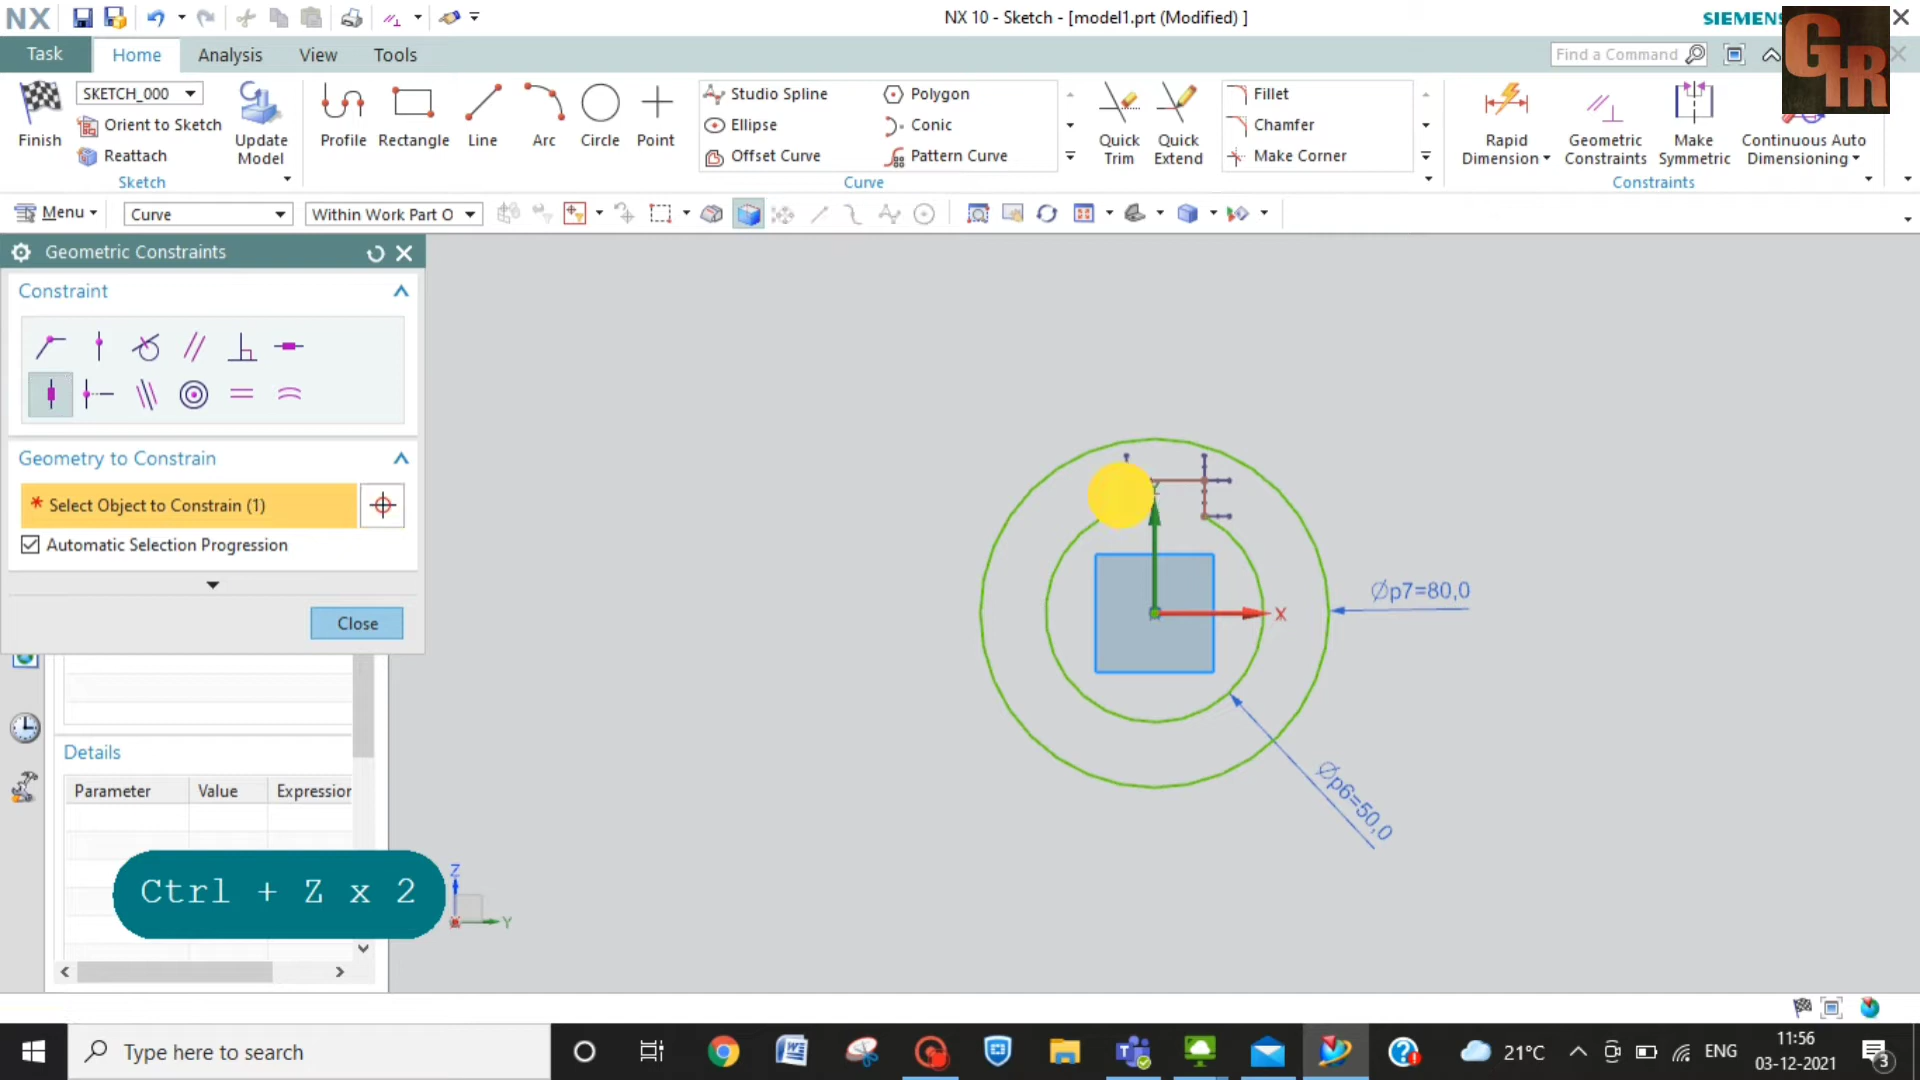 NX
NX 10 - Sketch - [model1.prt (Modified) ]
SIEMENS
GHR
Task
Home
Analysis
View
Tools
Find a Command
Finish
SKETCH_000
Orient to Sketch
Reattach
Update
Model
Sketch
Profile
Rectangle
Line
Arc
Circle
Point
Studio Spline
Ellipse
Offset Curve
Polygon
Conic
Pattern Curve
Curve
Quick
Trim
Quick
Extend
Fillet
Chamfer
Make Corner
Rapid
Dimension
Geometric
Constraints
Make
Symmetric
Continuous Auto
Dimensioning
Constraints
Menu
Curve
Within Work Part O
Geometric Constraints
Constraint
Geometry to Constrain
* Select Object to Constrain (1)
Automatic Selection Progression
Close
Details
Parameter
Value
Expression
Ctrl + Z x 2
Z
Y
X
∅p7=80,0
∅p6=50,0
Type here to search
21°C
ENG
11:56
03-12-2021
3